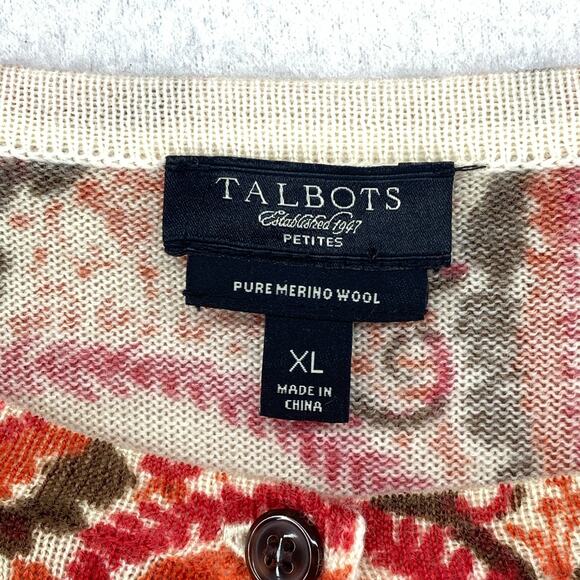 TALBOTS
Established 1947
PETITES
PURE MERINO WOOL
XL
MADE IN
CHINA